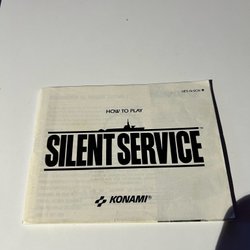 HOW TO PLAY
SILENT SERVICE
KONAMI®